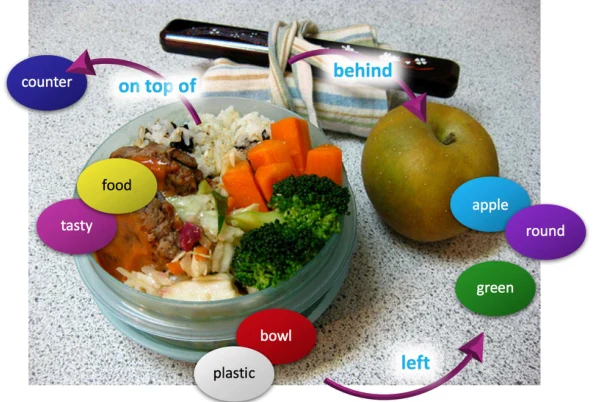 counter
on top of
behind
food
apple
tasty
round
green
bowl
left
plastic